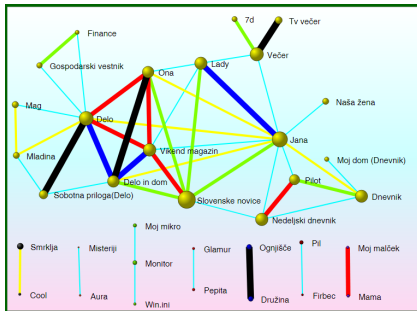 7d
Tv večer
Finance
Večer
Gospodarski vestnik
Ona
Lady
Mag
Naša žena
Delo
Jana
Mladina
Vikend magazin
Moj dom (Dnevnik)
Pilot
Delo in dom
Sobotna priloga(Delo)
Slovenske novice
Dnevnik
Nedeljski dnevnik
Moj mikro
Smrklja
Misteriji
Glamur
Ognjišče
Pil
Moj malček
Monitor
Cool
Aura
Win.ini
Pepita
Družina
Firbec
Mama